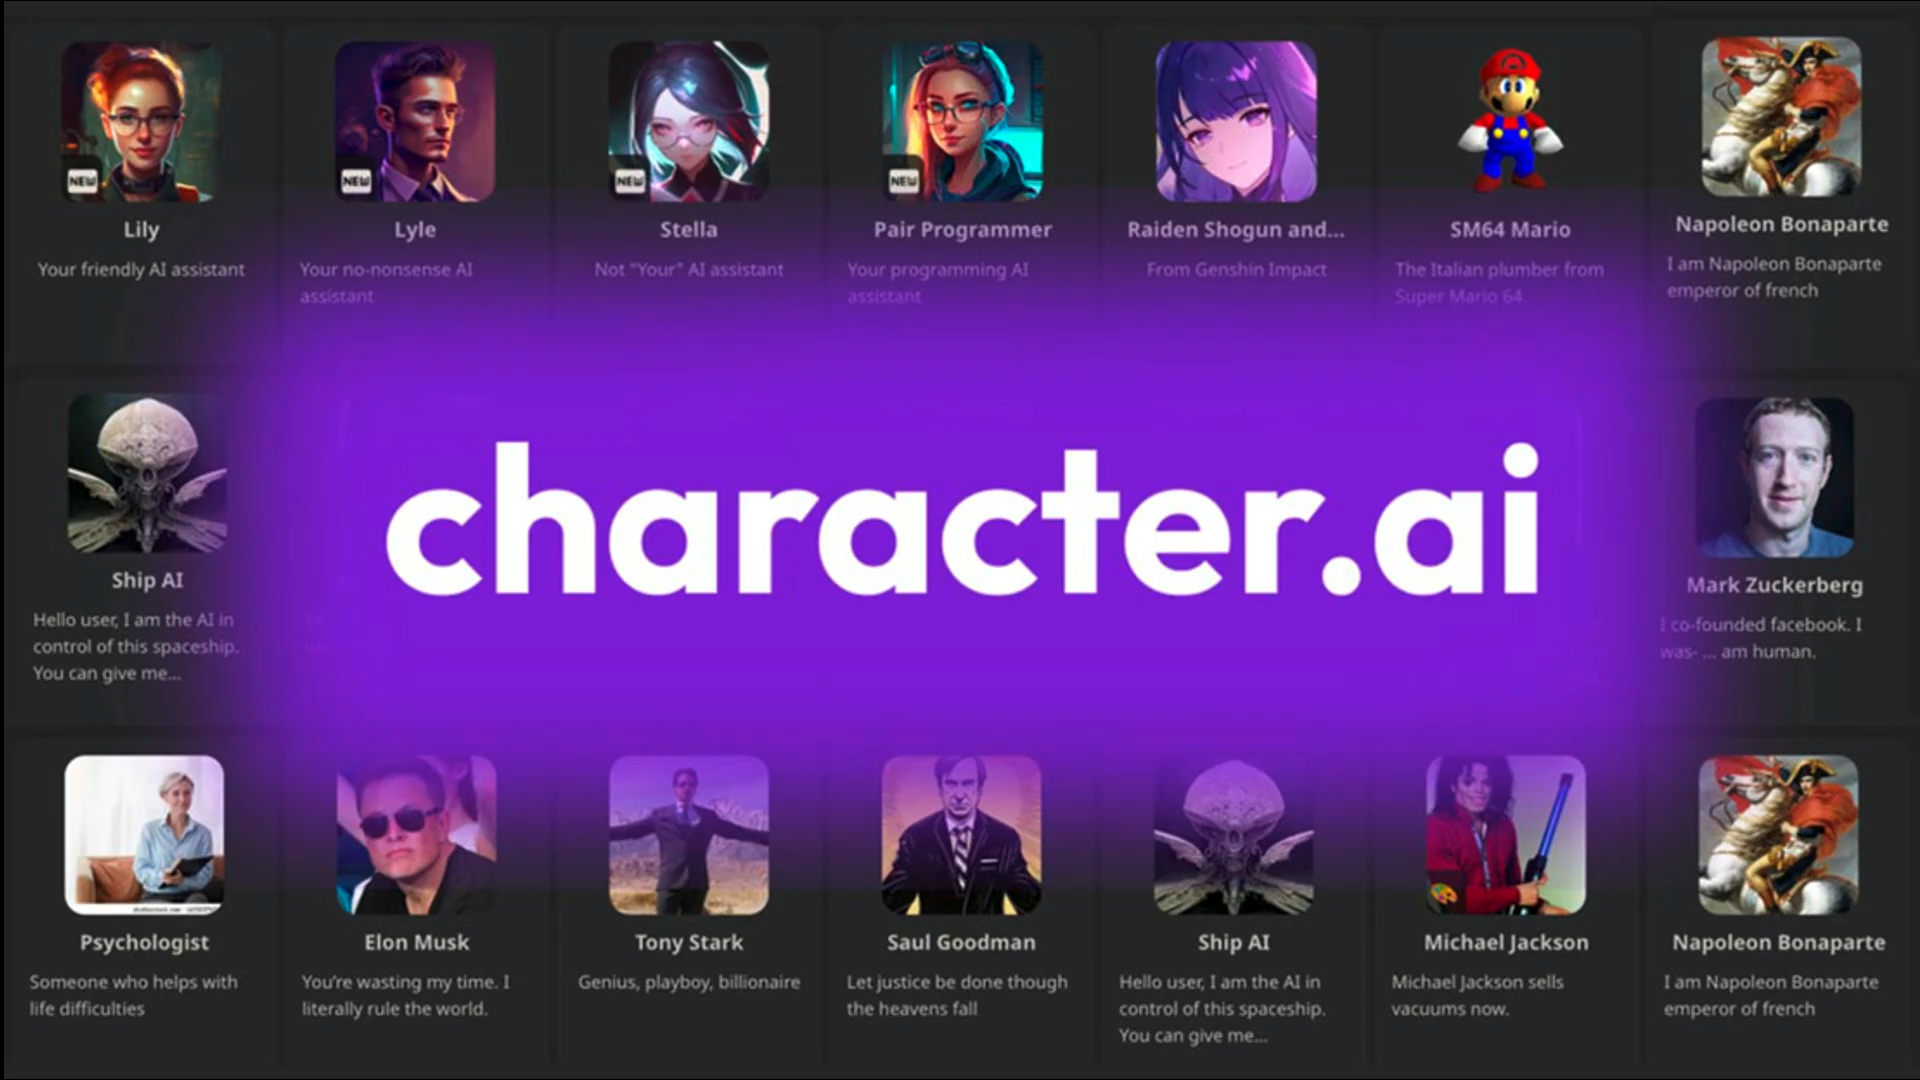 NEW
NEW
NEW
NEW
Lily
Lyle
Stella
Pair Programmer
Raiden Shogun and...
SM64 Mario
Napoleon Bonaparte
Your friendly AI assistant
Your no-nonsense AI
assistant
Not "Your" AI assistant
Your programming AI
assistant
From Genshin Impact
The Italian plumber from
Super Mario 64.
I am Napoleon Bonaparte
emperor of french
character.ai
Ship AI
Hello user, I am the AI in
control of this spaceship.
You can give me...
Mark Zuckerberg
I co-founded facebook. I
was- ... am human.
Psychologist
Someone who helps with
life difficulties
Elon Musk
You're wasting my time. I
literally rule the world.
Tony Stark
Genius, playboy, billionaire
Saul Goodman
Let justice be done though
the heavens fall
Ship AI
Hello user, I am the AI in
control of this spaceship.
You can give me...
Michael Jackson
Michael Jackson sells
vacuums now.
Napoleon Bonaparte
I am Napoleon Bonaparte
emperor of french